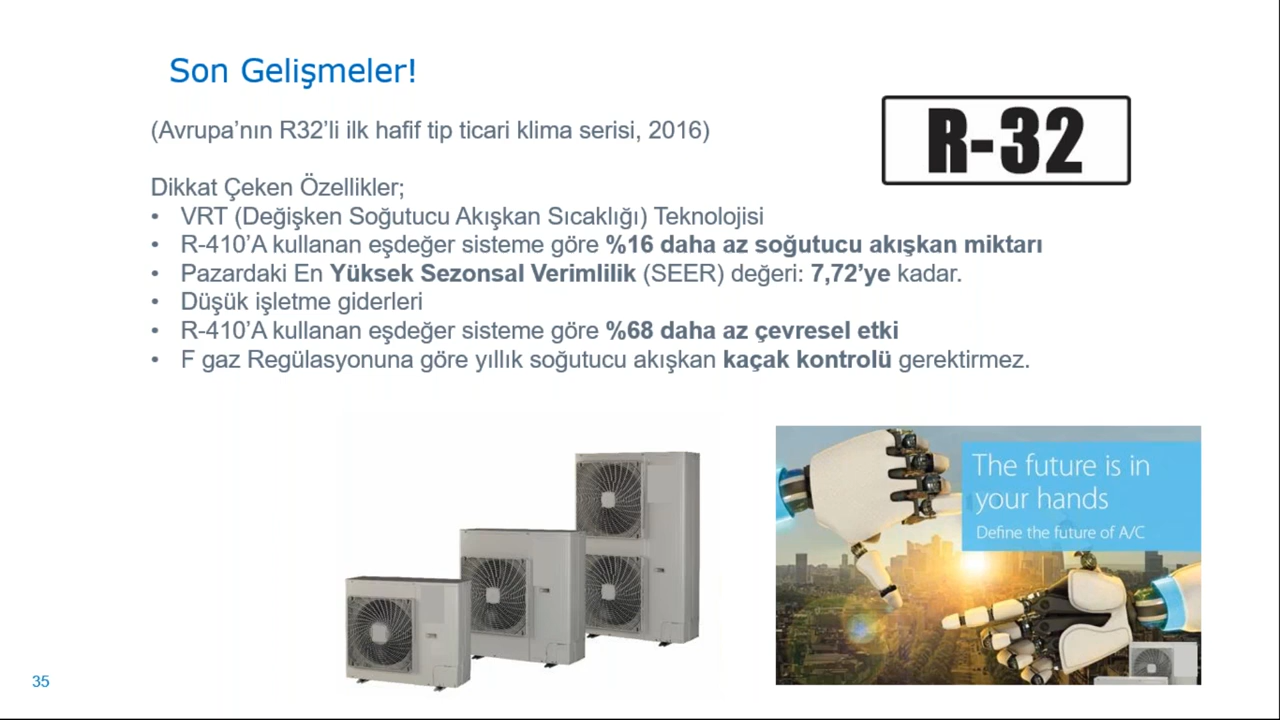 Son Gelişmeler!
(Avrupa’nın R32’li ilk hafif tip ticari klima serisi, 2016)
R-32
Dikkat Çeken Özellikler;
• VRT (Değişken Soğutucu Akışkan Sıcaklığı) Teknolojisi
• R-410’A kullanan eşdeğer sisteme göre %16 daha az soğutucu akışkan miktarı
• Pazardaki En Yüksek Sezonsal Verimlilik (SEER) değeri: 7,72’ye kadar.
• Düşük işletme giderleri
• R-410’A kullanan eşdeğer sisteme göre %68 daha az çevresel etki
• F gaz Regülasyonuna göre yıllık soğutucu akışkan kaçak kontrolü gerektirmez.
The future is in
your hands
Define the future of A/C
35